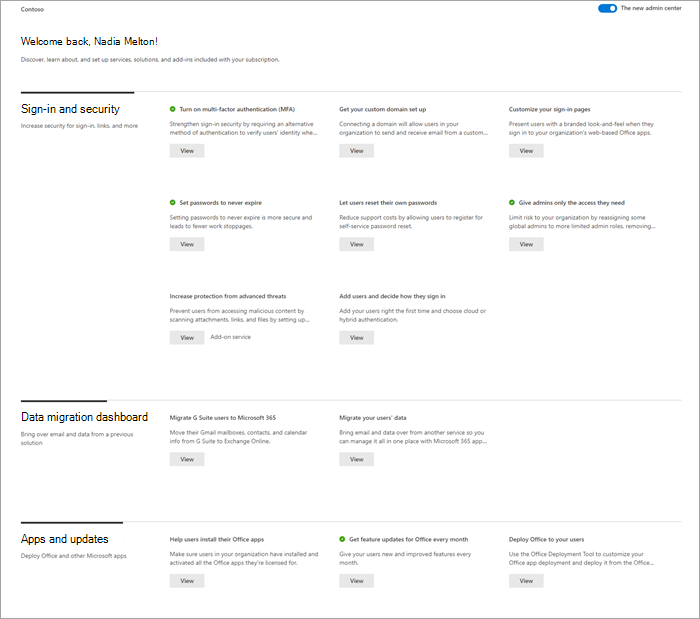 Contoso
The new admin center
Welcome back, Nadia Melton!
Discover, learn about, and set up services, solutions, and add-ins included with your subscription.
Sign-in and security
Increase security for sign-in, links, and more
Turn on multi-factor authentication (MFA)
Strengthen sign-in security by requiring an alternative
method of authentication to verify users' identity whe...
View
Get your custom domain set up
Connecting a domain will allow users in your
organization to send and receive email from a custom...
View
Customize your sign-in pages
Present users with a branded look-and-feel when they
sign in to your organization's web-based Office apps.
View
Set passwords to never expire
Setting passwords to never expire is more secure and
leads to fewer work stoppages.
View
Let users reset their own passwords
Reduce support costs by allowing users to register for
self-service password reset.
View
Give admins only the access they need
Limit risk to your organization by reassigning some
global admins to more limited admin roles, removing...
View
Increase protection from advanced threats
Prevent users from accessing malicious content by
scanning attachments, links, and files by setting up...
View
Add-on service
Add users and decide how they sign in
Add your users right the first time and choose cloud or
hybrid authentication.
View
Data migration dashboard
Bring over email and data from a previous
solution
Migrate G Suite users to Microsoft 365
Move their Gmail mailboxes, contacts, and calendar
info from G Suite to Exchange Online.
View
Migrate your users' data
Bring email and data over from another service so you
can manage it all in one place with Microsoft 365 app...
View
Apps and updates
Deploy Office and other Microsoft apps
Help users install their Office apps
Make sure users in your organization have installed and
activated all the Office apps they're licensed for.
View
Get feature updates for Office every month
Give your users new and improved features every
month.
View
Deploy Office to your users
Use the Office Deployment Tool to customize your
Office app deployment and deploy it from the Office...
View